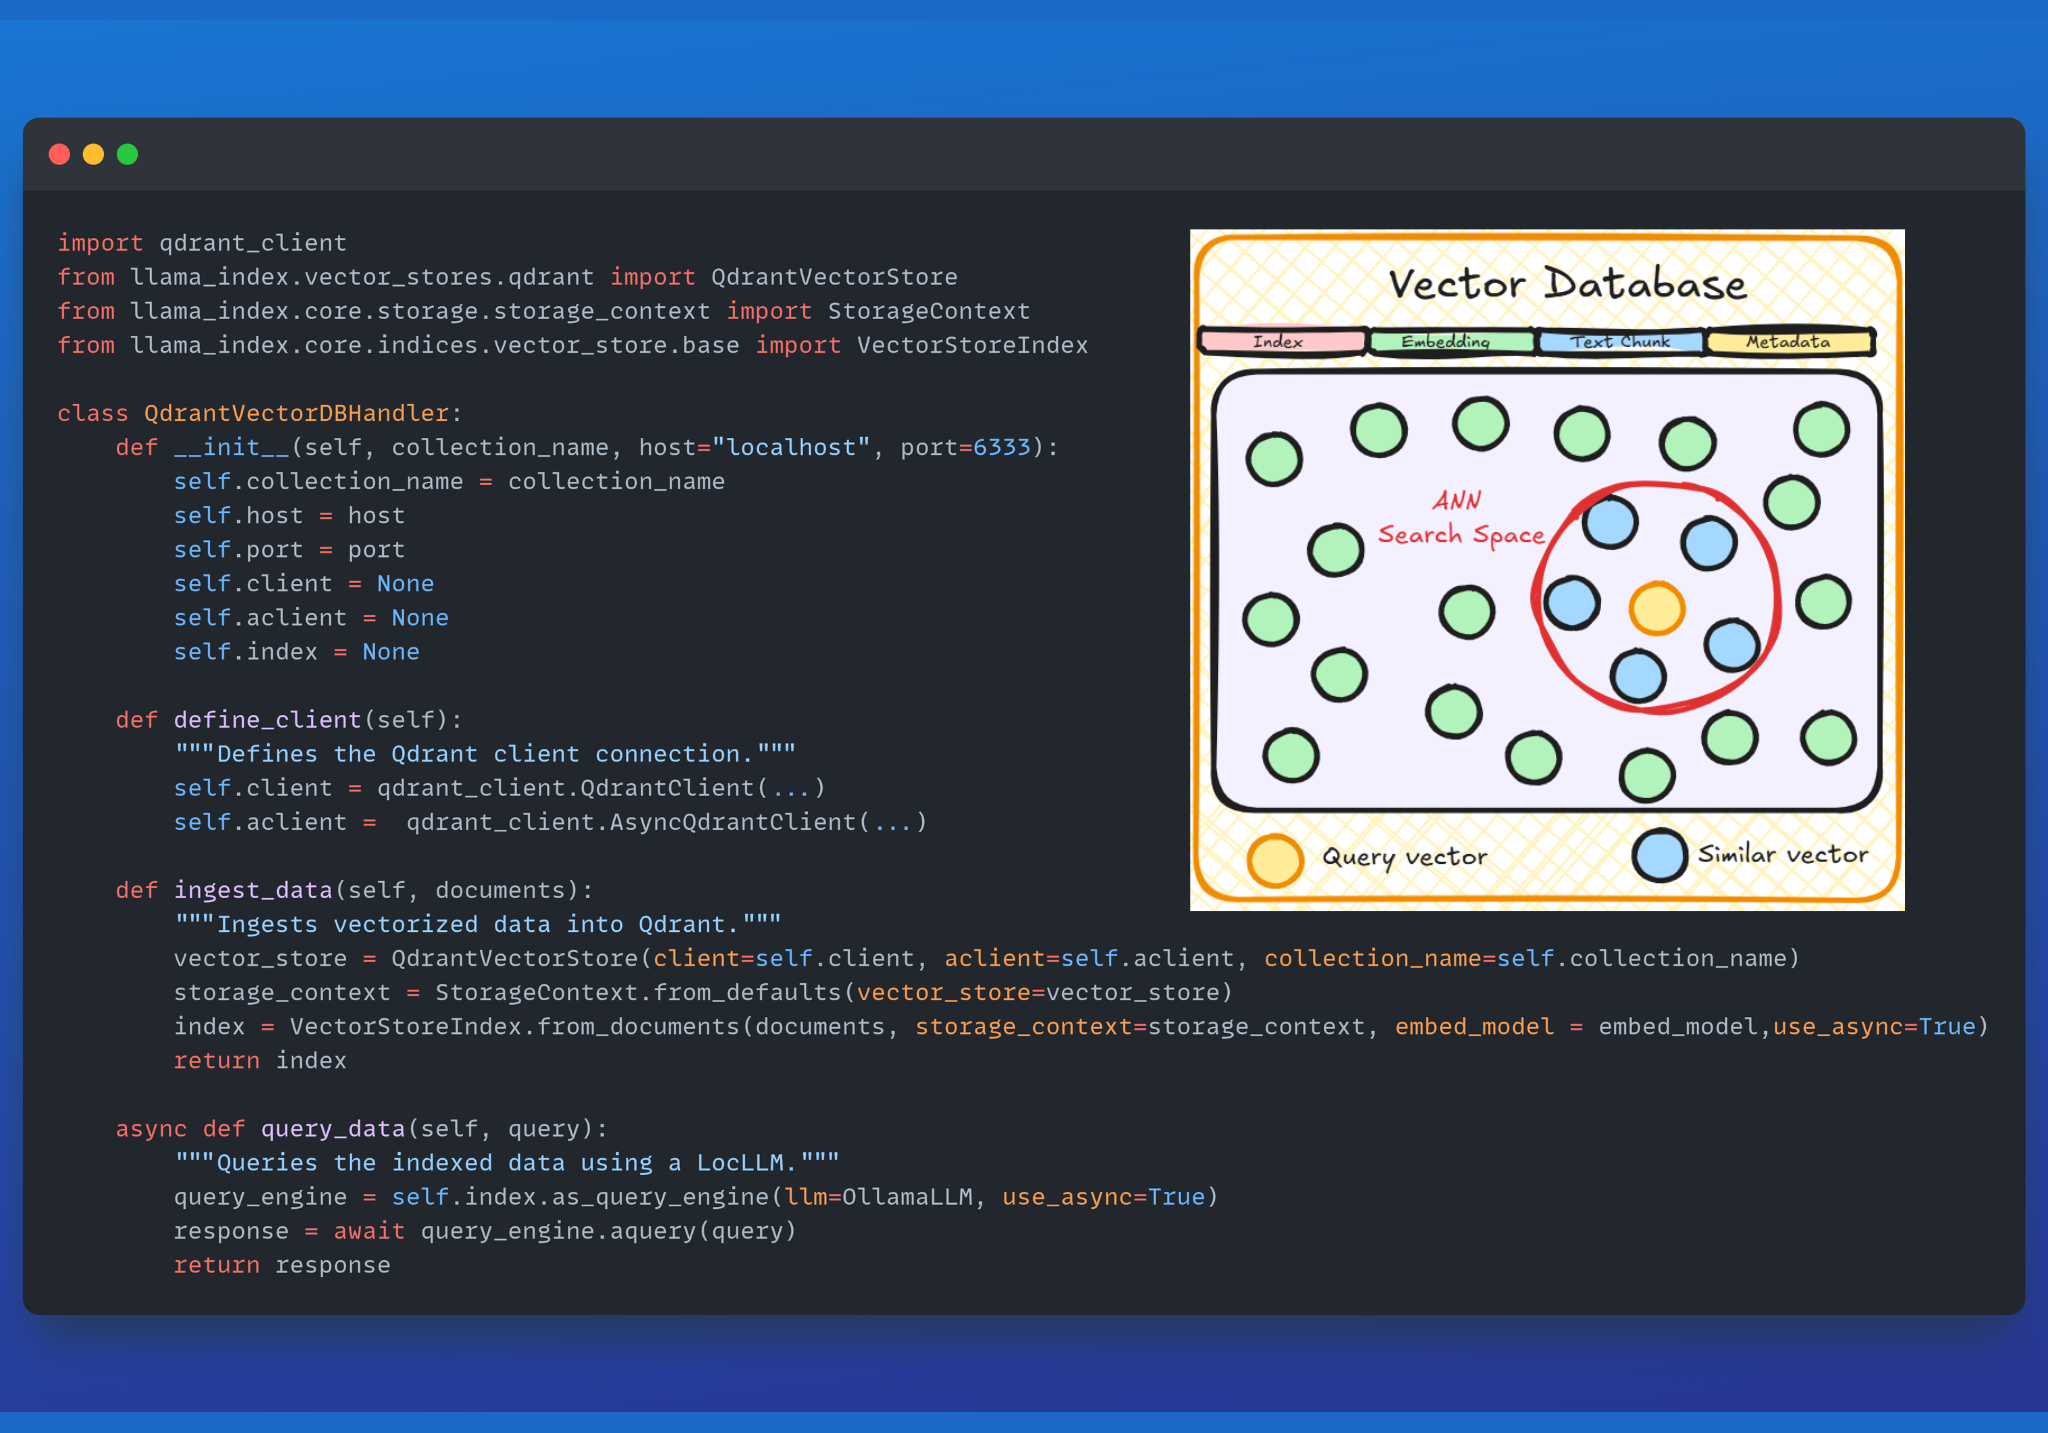 import qdrant_client
from llama_index.vector_stores.qdrant import QdrantVectorStore
from llama_index.core.storage.storage_context import StorageContext
from llama_index.core.indices.vector_store.base import VectorStoreIndex

class QdrantVectorDBHandler:
    def __init__(self, collection_name, host="localhost", port=6333):
        self.collection_name = collection_name
        self.host = host
        self.port = port
        self.client = None
        self.aclient = None
        self.index = None

    def define_client(self):
        """Defines the Qdrant client connection."""
        self.client = qdrant_client.QdrantClient(...)
        self.aclient =  qdrant_client.AsyncQdrantClient(...)

    def ingest_data(self, documents):
        """Ingests vectorized data into Qdrant."""
        vector_store = QdrantVectorStore(client=self.client, aclient=self.aclient, collection_name=self.collection_name)
        storage_context = StorageContext.from_defaults(vector_store=vector_store)
        index = VectorStoreIndex.from_documents(documents, storage_context=storage_context, embed_model = embed_model,use_async=True)
        return index

    async def query_data(self, query):
        """Queries the indexed data using a LocLLM."""
        query_engine = self.index.as_query_engine(llm=OllamaLLM, use_async=True)
        response = await query_engine.aquery(query)
        return response
Vector Database
Index Embedding Text Chunk Metadata
ANN
Search Space
Query vector
Similar vector